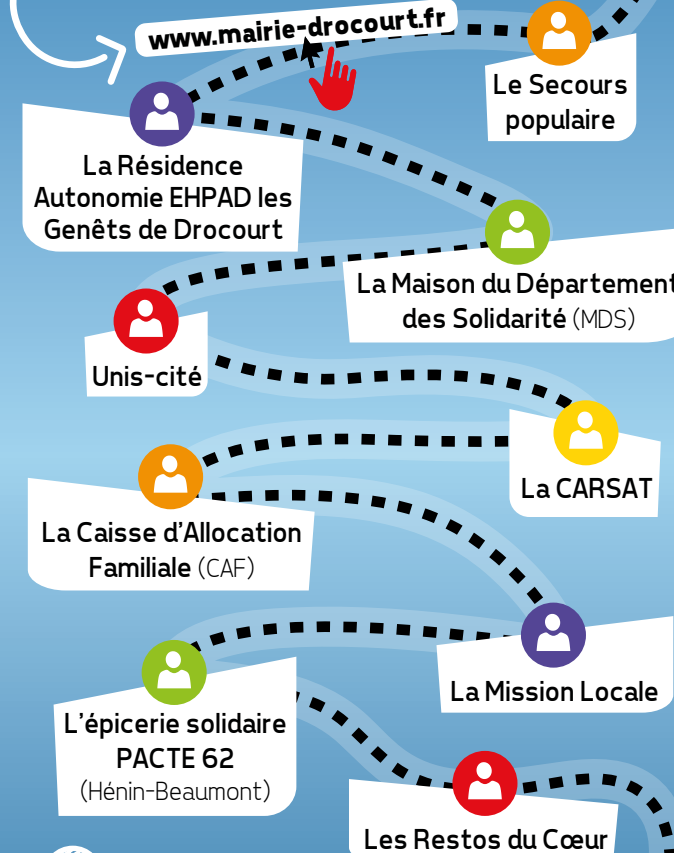 www.mairie-drocourt.fr
Le Secours
populaire
La Résidence
Autonomie EHPAD les
Genêts de Drocourt
La Maison du Département
des Solidarité (MDS)
Unis-cité
La CARSAT
La Caisse d'Allocation
Familiale (CAF)
La Mission Locale
L'épicerie solidaire
PACTE 62
(Hénin-Beaumont)
Les Restos du Cœur